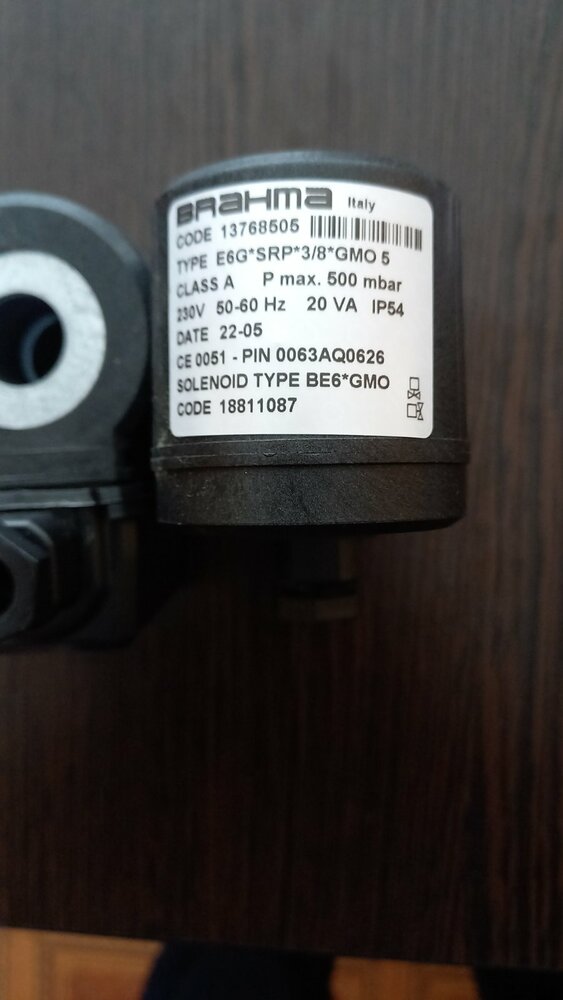 BRAHMA Italy
CODE 13768505
TYPE E6G*SRP*3/8*GMO 5
CLASS A P max. 500 mbar
230V 50-60 Hz 20 VA IP54
DATE 22-05
CE 0051 - PIN 0063AQ0626
SOLENOID TYPE BE6*GMO
CODE 18811087